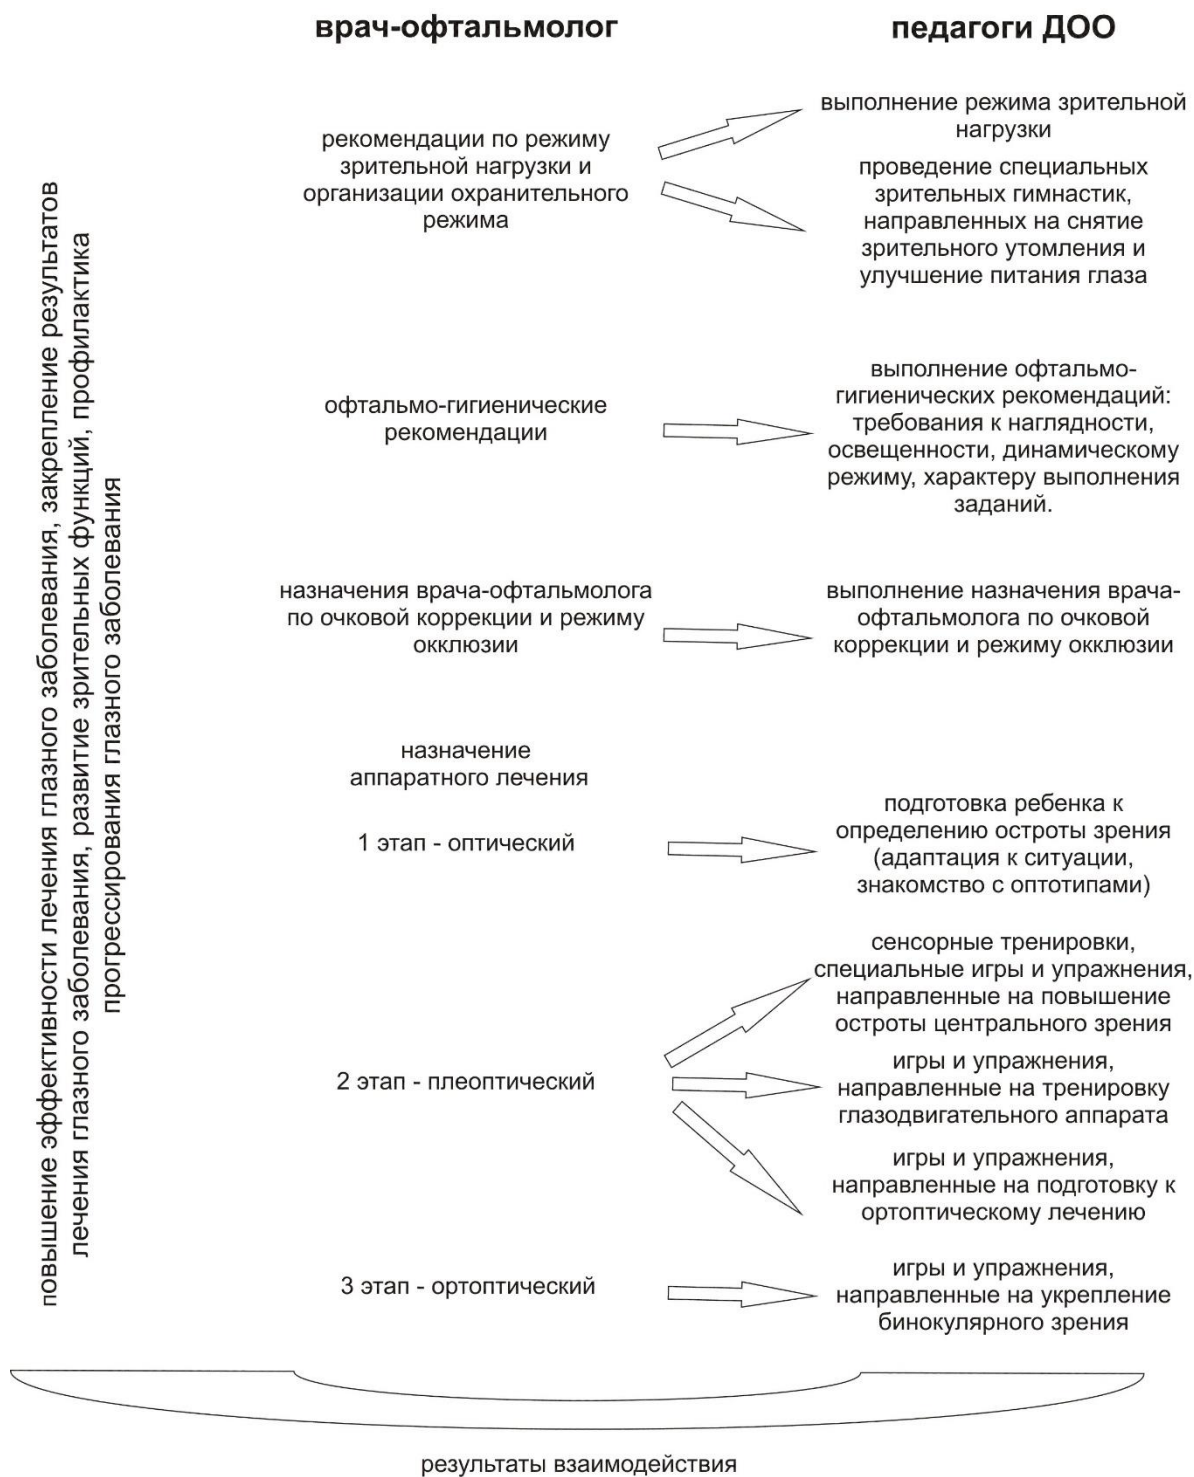 врач-офтальмолог
педагоги ДОО
рекомендации по режиму
зрительной нагрузки и
организации охранительного
режима
выполнение режима зрительной
нагрузки
проведение специальных
зрительных гимнастик,
направленных на снятие
зрительного утомления и
улучшение питания глаза
офтальмо-гигиенические
рекомендации
выполнение офтальмо-
гигиенических рекомендаций:
требования к наглядности,
освещенности, динамическому
режиму, характеру выполнения
заданий.
назначения врача-офтальмолога
по очковой коррекции и режиму
окклюзии
выполнение назначения врача-
офтальмолога по очковой
коррекции и режиму окклюзии
назначение
аппаратного лечения
1 этап - оптический
подготовка ребенка к
определению остроты зрения
(адаптация к ситуации,
знакомство с оптотипами)
2 этап - плеоптический
сенсорные тренировки,
специальные игры и упражнения,
направленные на повышение
остроты центрального зрения
игры и упражнения,
направленные на тренировку
глазодвигательного аппарата
игры и упражнения,
направленные на подготовку к
ортоптическому лечению
3 этап - ортоптический
игры и упражнения,
направленные на укрепление
бинокулярного зрения
повышение эффективности лечения глазного заболевания, закрепление результатов
лечения глазного заболевания, развитие зрительных функций, профилактика
прогрессирования глазного заболевания
результаты взаимодействия